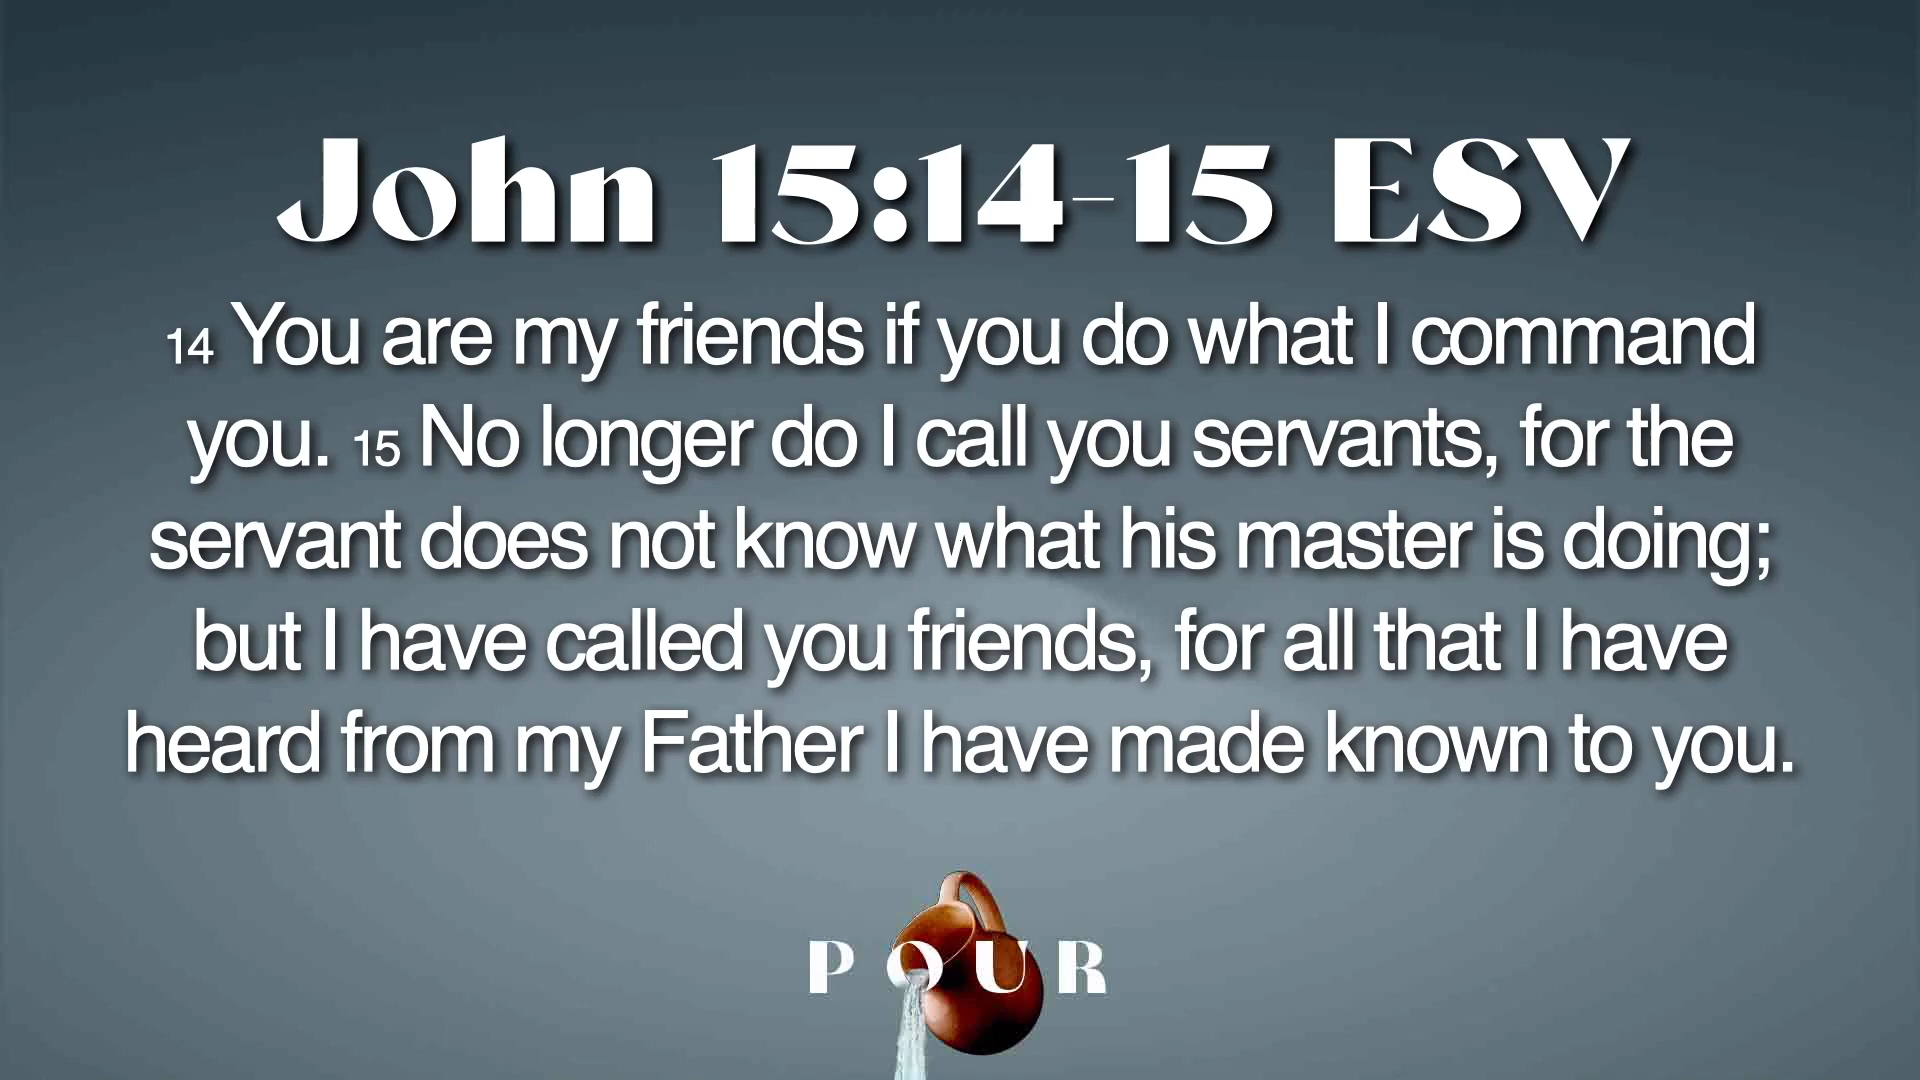 John 15:14-15 ESV
14 You are my friends if you do what I command
you. 15 No longer do I call you servants, for the
servant does not know what his master is doing;
but I have called you friends, for all that I have
heard from my Father I have made known to you.
POUR